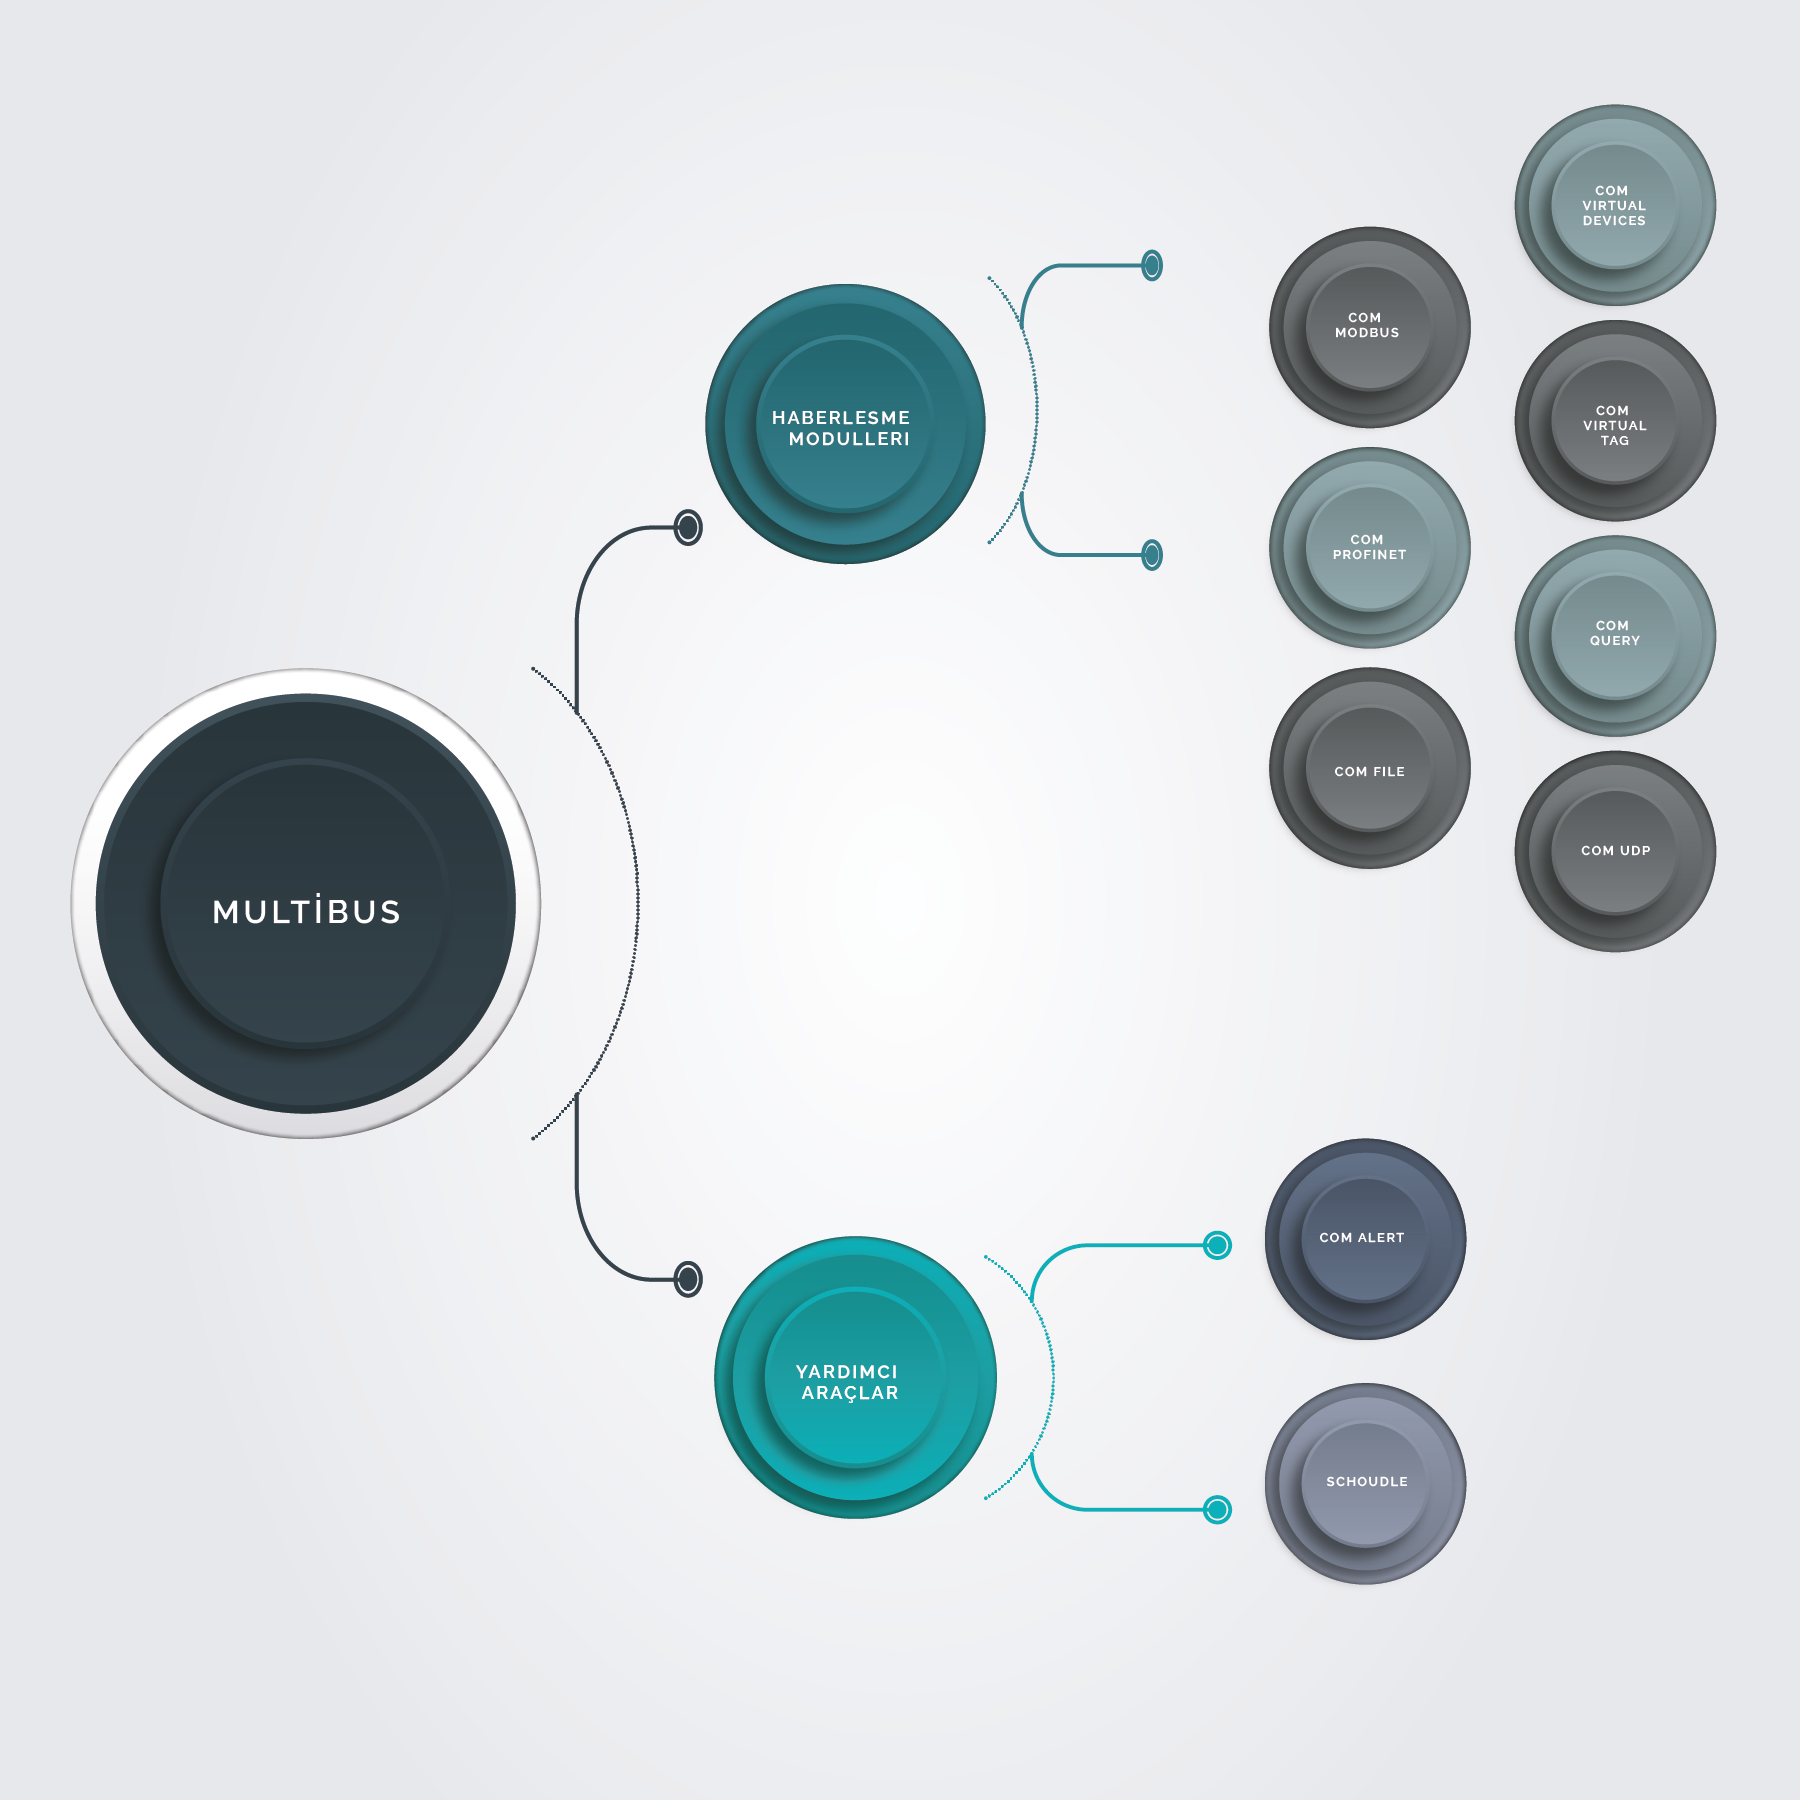 MULTİBUS
HABERLESME
MODULLERI
COM
MODBUS
COM
PROFINET
COM FILE
COM
VIRTUAL
DEVICES
COM
VIRTUAL
TAG
COM
QUERY
COM UDP
YARDIMCI
ARAÇLAR
COM ALERT
SCHOUDLE